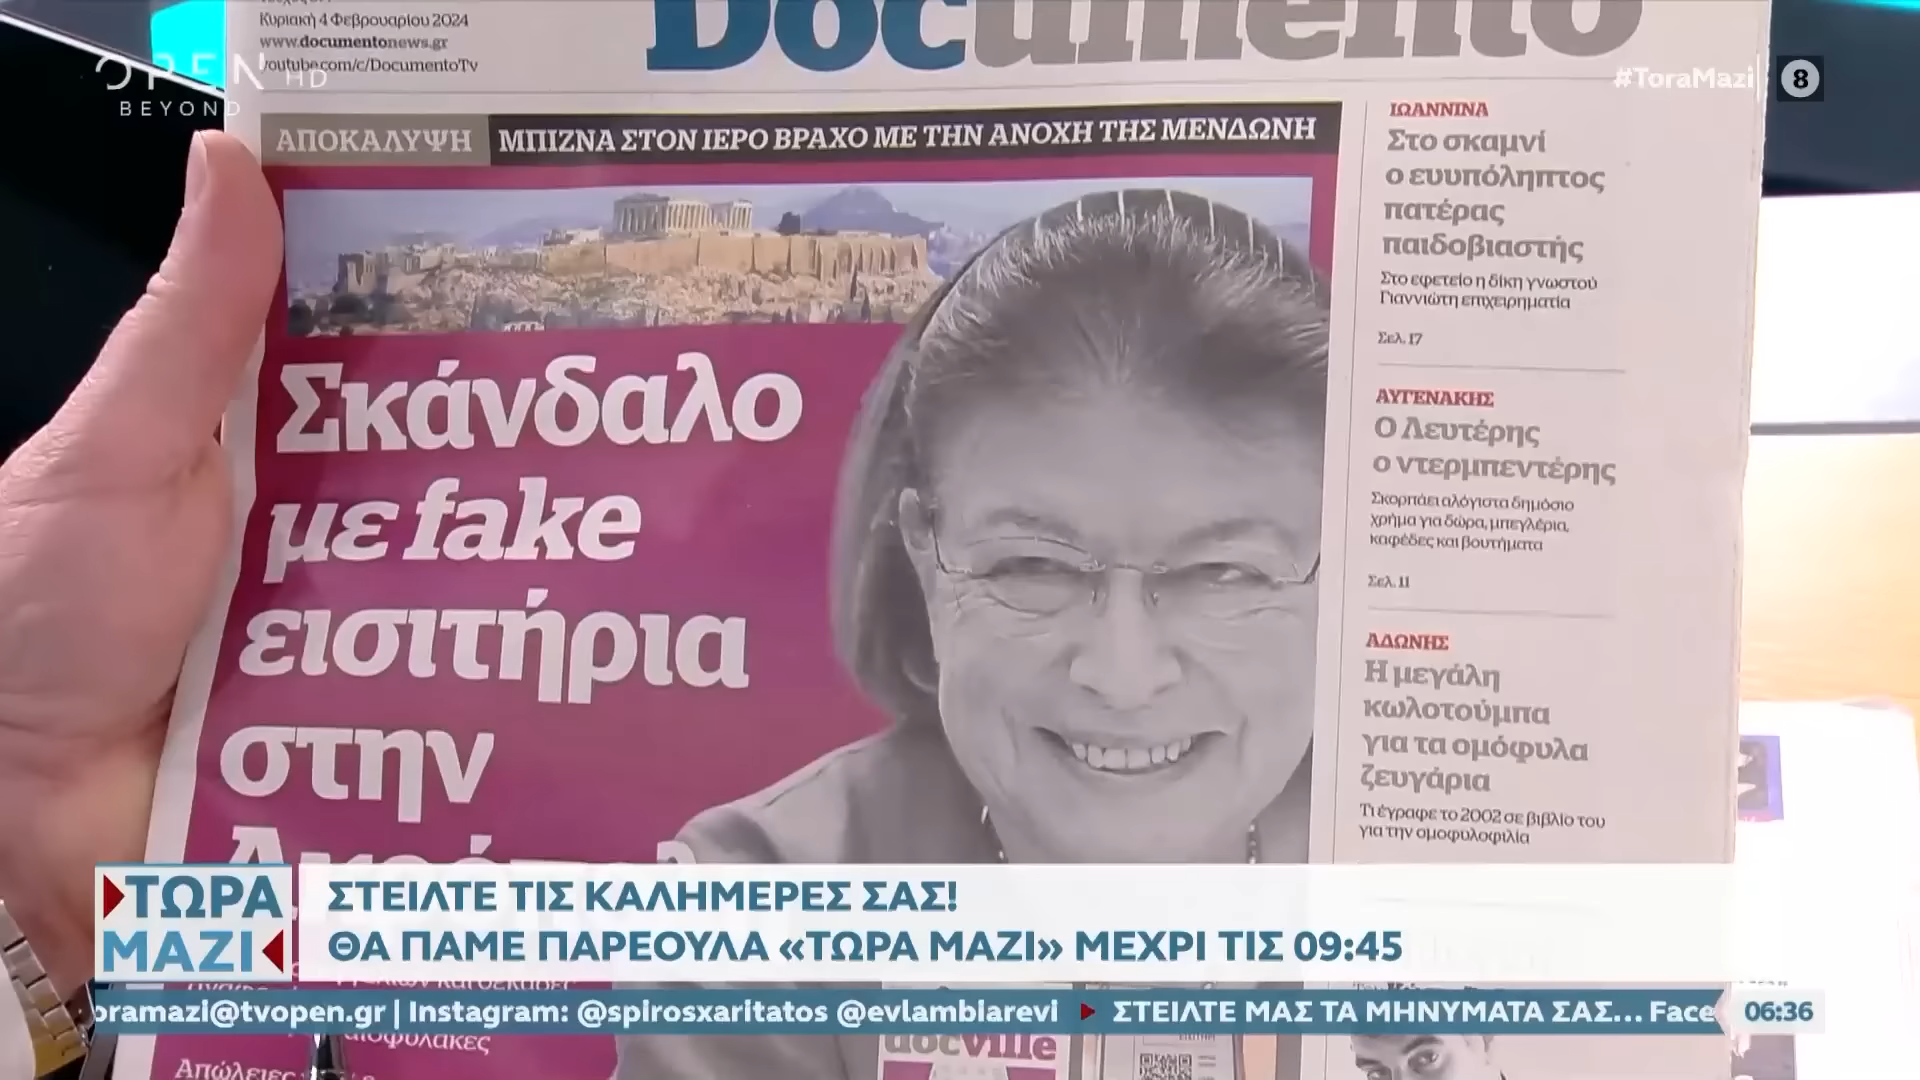 Κυριακή 4 Φεβρουαρίου 2024
www.documentonews.gr
youtube.com/c/DocumentoTv
Documento
OPEN HD
BEYOND
#ToraMazi 8
ΑΠΟΚΑΛΥΨΗ ΜΠΙΖΝΑ ΣΤΟΝ ΙΕΡΟ ΒΡΑΧΟ ΜΕ ΤΗΝ ΑΝΟΧΗ ΤΗΣ ΜΕΝΔΩΝΗ
Σκάνδαλο
με fake
εισιτήρια
στην
ΙΩΑΝΝΙΝΑ
Στο σκαμνί
ο ευυπόληπτος
πατέρας
παιδοβιαστής
Στο εφετείο η δίκη γνωστού
Γιαννιώτη επιχειρηματία
Σελ. 17
ΑΥΓΕΝΑΚΗΣ
Ο Λευτέρης
ο ντερμπεντέρης
Σκορπάει αλόγιστα δημόσιο
χρήμα για δώρα, μπεγλέρια,
καφέδες και βουτήματα
Σελ. 11
ΑΔΩΝΗΣ
Η μεγάλη
κωλοτούμπα
για τα ομόφυλα
ζευγάρια
Τι έγραφε το 2002 σε βιβλίο του
για την ομοφυλοφιλία
ΤΩΡΑ
ΜΑΖΙ
ΣΤΕΙΛΤΕ ΤΙΣ ΚΑΛΗΜΕΡΕΣ ΣΑΣ!
ΘΑ ΠΑΜΕ ΠΑΡΕΟΥΛΑ «ΤΩΡΑ ΜΑΖΙ» ΜΕΧΡΙ ΤΙΣ 09:45
oramazi@tvopen.gr | Instagram: @spirosxaritatos @evlambiarevi ΣΤΕΙΛΤΕ ΜΑΣ ΤΑ ΜΗΝΥΜΑΤΑ ΣΑΣ... Face 06:36
docville
Απώλειες